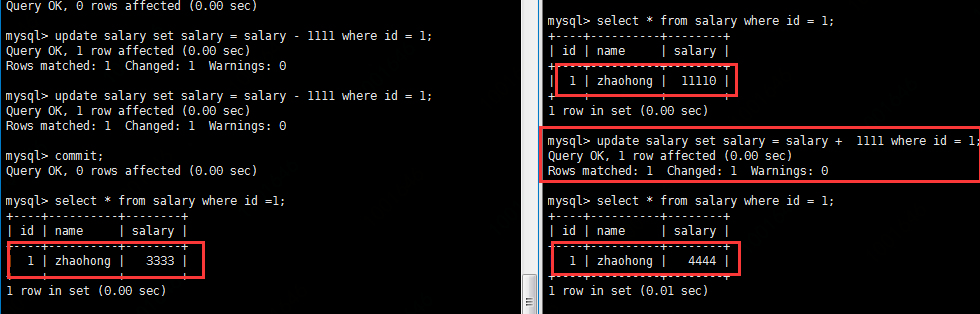 Query OK, 0 rows affected (0.00 sec)
mysql> update salary set salary = salary - 1111 where id = 1;
Query OK, 1 row affected (0.00 sec)
Rows matched: 1  Changed: 1  Warnings: 0
mysql> update salary set salary = salary - 1111 where id = 1;
Query OK, 1 row affected (0.00 sec)
Rows matched: 1  Changed: 1  Warnings: 0
mysql> commit;
Query OK, 0 rows affected (0.00 sec)
mysql> select * from salary where id =1;
+----+----------+--------+
| id | name     | salary |
+----+----------+--------+
|  1 | zhaohong |   3333 |
+----+----------+--------+
1 row in set (0.00 sec)
mysql> select * from salary where id = 1;
+----+----------+--------+
| id | name     | salary |
+----+----------+--------+
|  1 | zhaohong |  11110 |
+----+----------+--------+
1 row in set (0.00 sec)
mysql> update salary set salary = salary +  1111 where id = 1;
Query OK, 1 row affected (0.00 sec)
Rows matched: 1  Changed: 1  Warnings: 0
mysql> select * from salary where id = 1;
+----+----------+--------+
| id | name     | salary |
+----+----------+--------+
|  1 | zhaohong |   4444 |
+----+----------+--------+
1 row in set (0.01 sec)